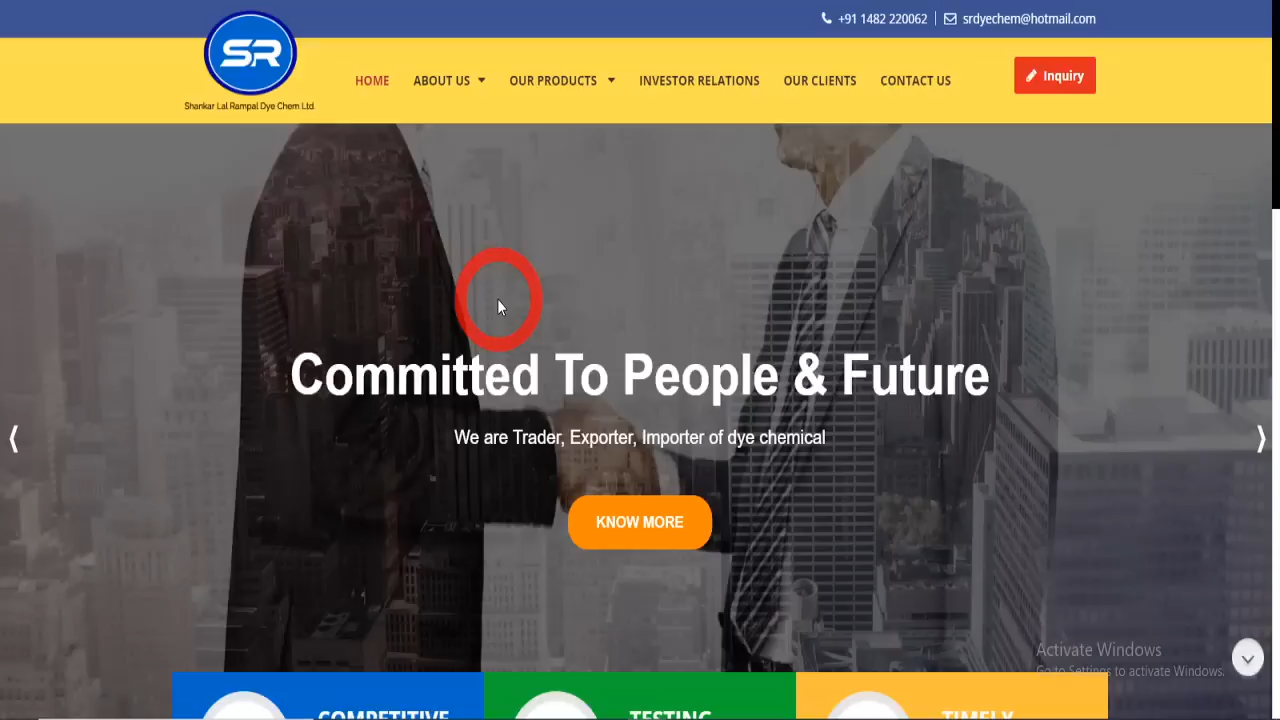 +91 1482 220062 | srdyechem@hotmail.com
SR
Shankar Lal Rampal Dye Chem Ltd.
HOME ABOUT US OUR PRODUCTS INVESTOR RELATIONS OUR CLIENTS CONTACT US
Inquiry
Committed To People & Future
We are Trader, Exporter, Importer of dye chemical
KNOW MORE
Activate Windows
Go to Settings to activate Windows.
COMPETITIVE TESTING TIMELY